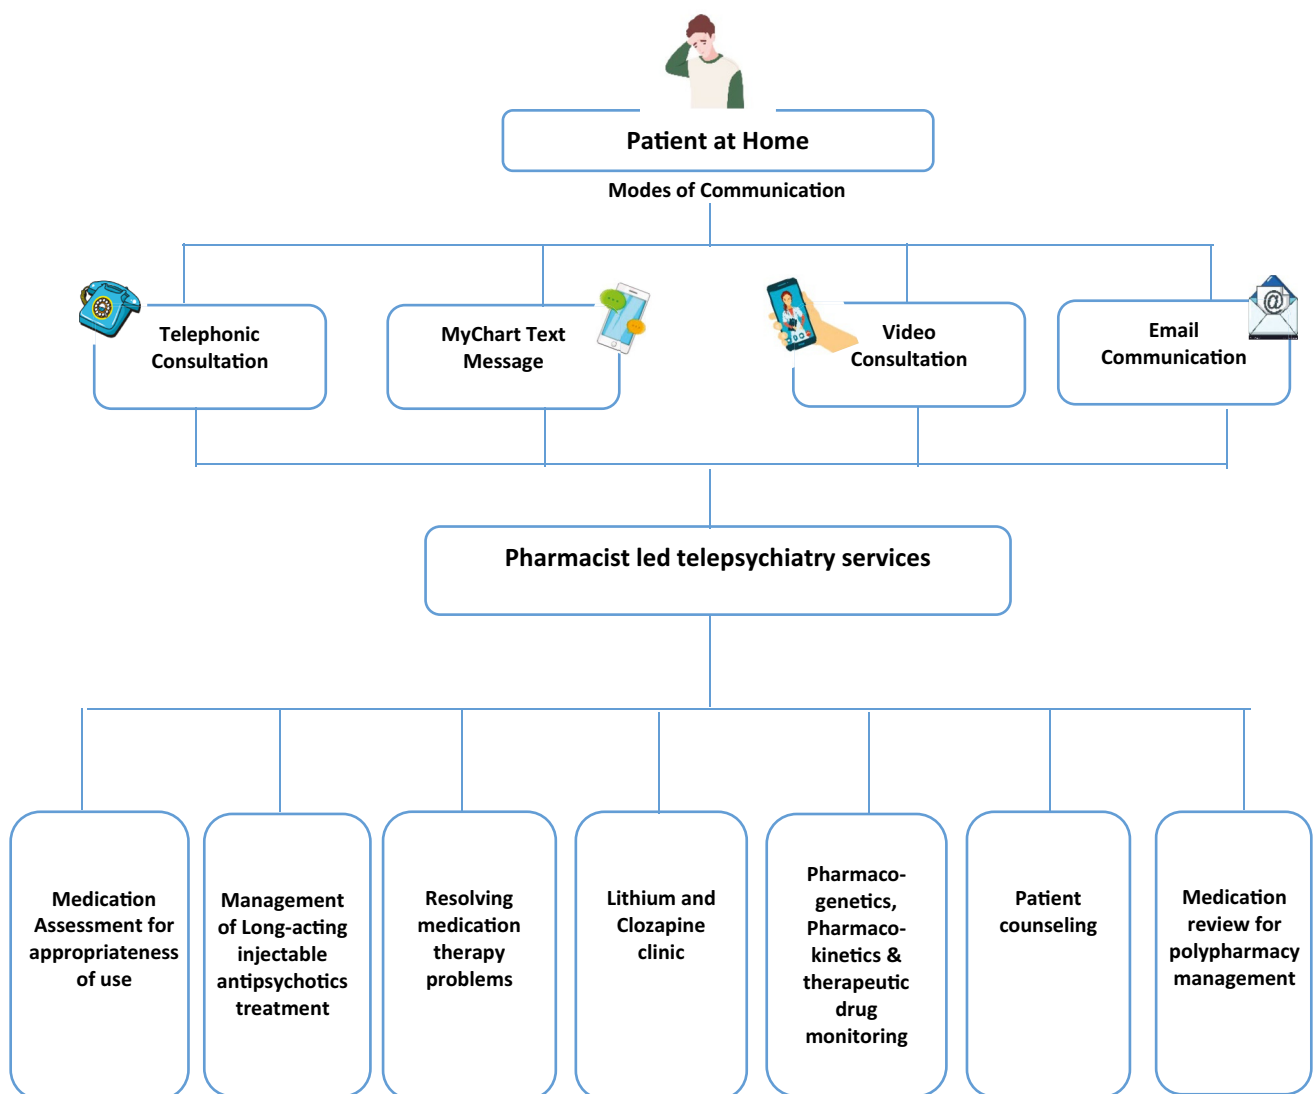 Patient at Home
Modes of Communication
Telephonic
Consultation
MyChart Text
Message
Video
Consultation
@
Email
Communication
Pharmacist led telepsychiatry services
Medication
Assessment for
appropriateness
of use
Management
of Long-acting
injectable
antipsychotics
treatment
Resolving
medication
therapy
problems
Lithium and
Clozapine
clinic
Pharmaco-
genetics,
Pharmaco-
kinetics &
therapeutic
drug
monitoring
Patient
counseling
Medication
review for
polypharmacy
management